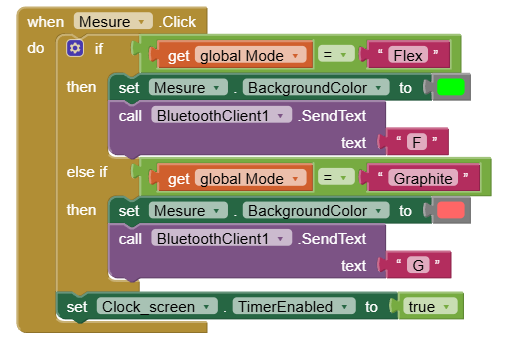 when Mesure .Click
do if get global Mode = " Flex "
then set Mesure . BackgroundColor to
call BluetoothClient1 .SendText
text " F "
else if get global Mode = " Graphite "
then set Mesure . BackgroundColor to
call BluetoothClient1 .SendText
text " G "
set Clock_screen . TimerEnabled to true